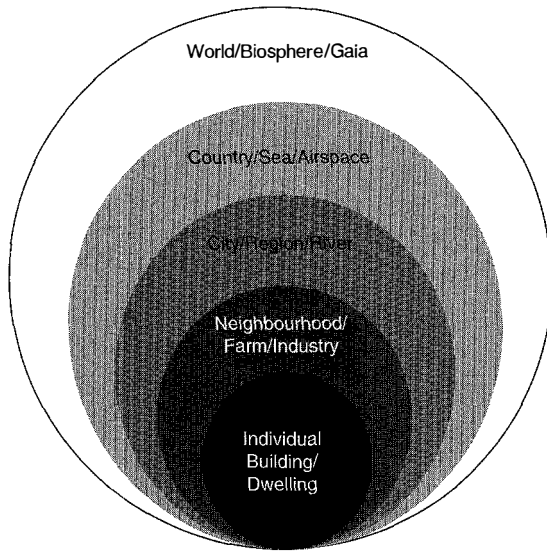 World/Biosphere/Gaia
Country/Sea/Airspace
City/Region/River
Neighbourhood/
Farm/Industry
Individual
Building/
Dwelling